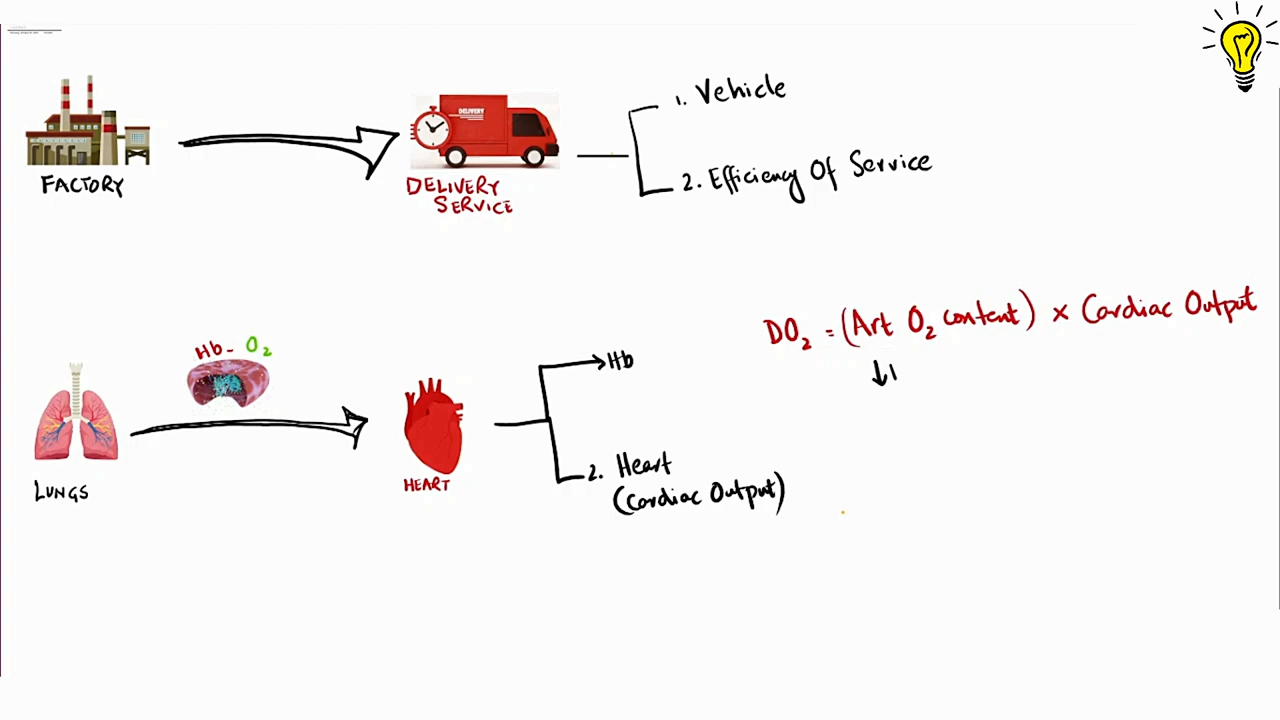 1. Vehicle
DELIVERY
FACTORY
DELIVERY
SERVICE
2. Efficiency Of Service
DO2 = (Art O2 content) × Cardiac Output
Hb - O2
Hb
LUNGS
HEART
2. Heart
(Cardiac Output)